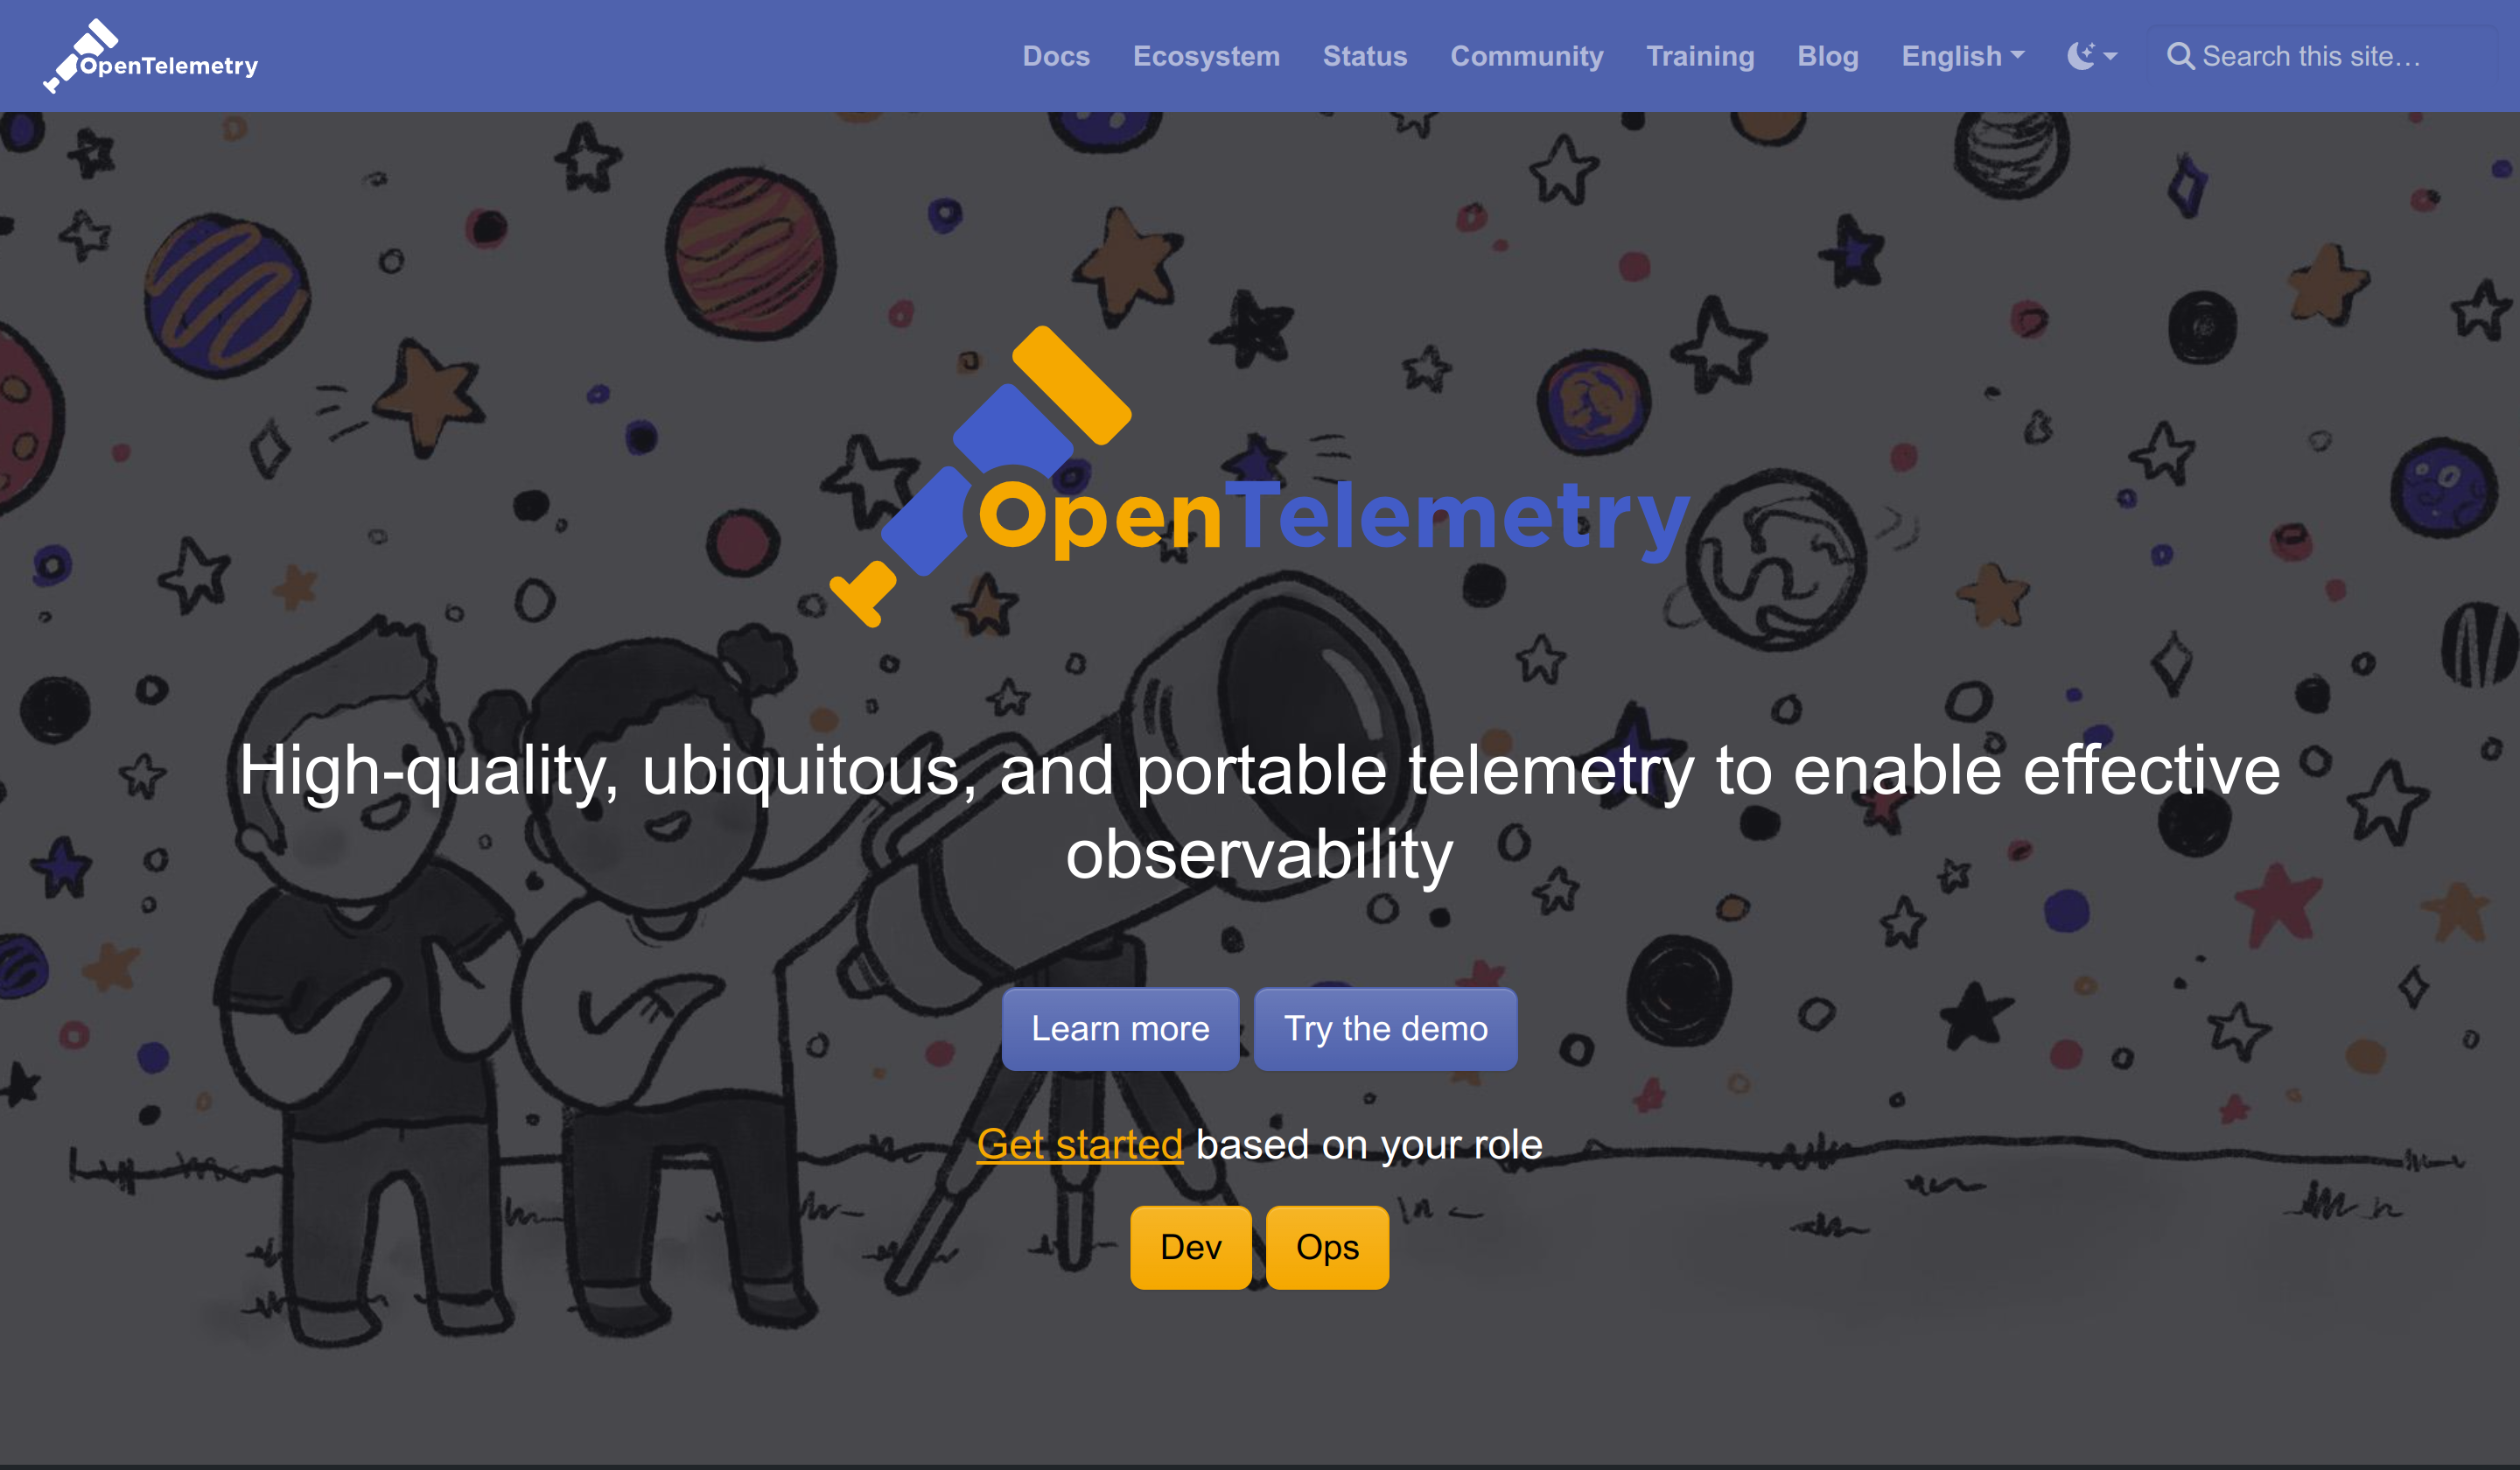 OpenTelemetry
Docs Ecosystem Status Community Training Blog English Search this site…
OpenTelemetry
High-quality, ubiquitous, and portable telemetry to enable effective
observability
Learn more Try the demo
Get started based on your role
Dev Ops